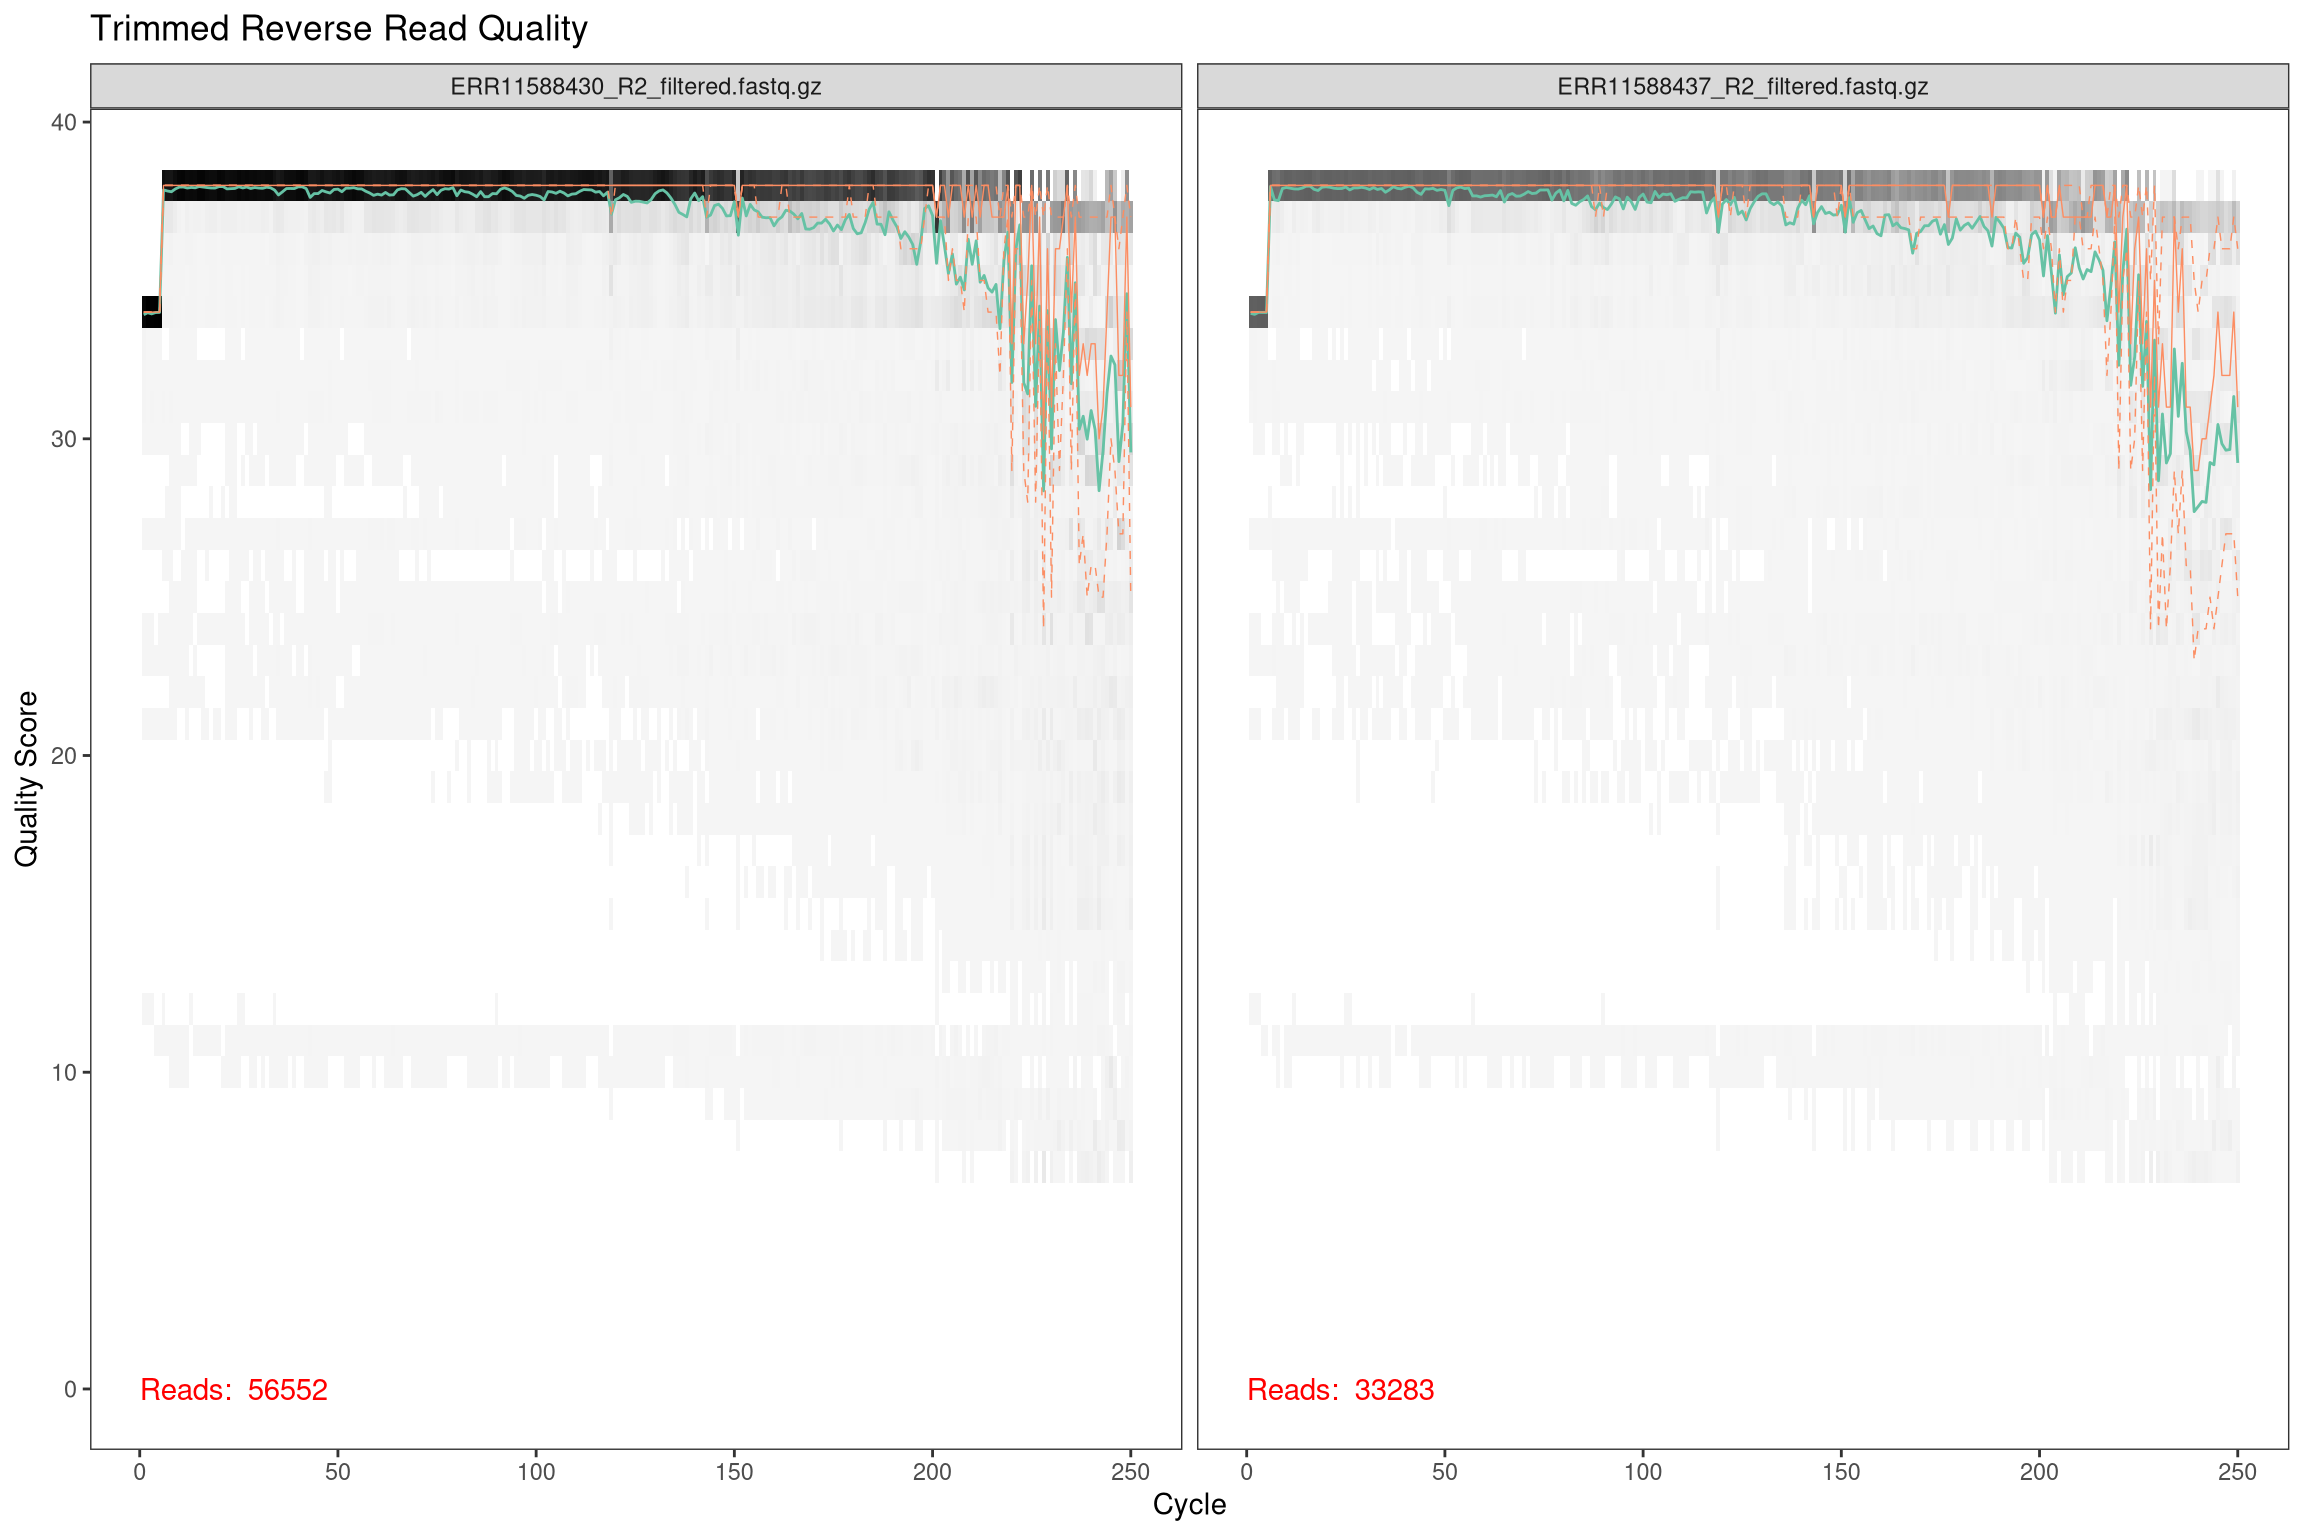 Trimmed Reverse Read Quality
ERR11588430_R2_filtered.fastq.gz
ERR11588437_R2_filtered.fastq.gz
Quality Score
40
30
20
10
0
Reads: 56552
Reads: 33283
0 50 100 150 200 250
0 50 100 150 200 250
Cycle